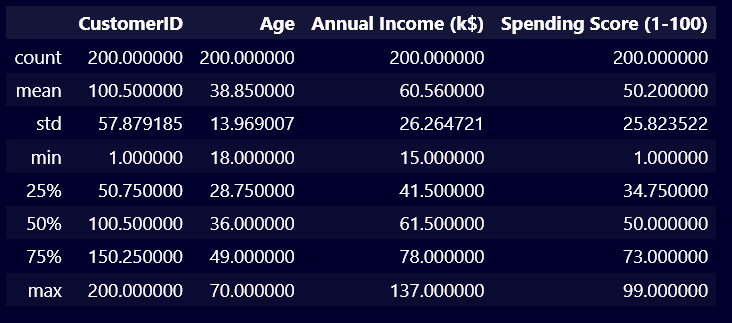 CustomerID Age Annual Income (k$) Spending Score (1-100)
count 200.000000 200.000000 200.000000 200.000000
mean 100.500000 38.850000 60.560000 50.200000
std 57.879185 13.969007 26.264721 25.823522
min 1.000000 18.000000 15.000000 1.000000
25% 50.750000 28.750000 41.500000 34.750000
50% 100.500000 36.000000 61.500000 50.000000
75% 150.250000 49.000000 78.000000 73.000000
max 200.000000 70.000000 137.000000 99.000000